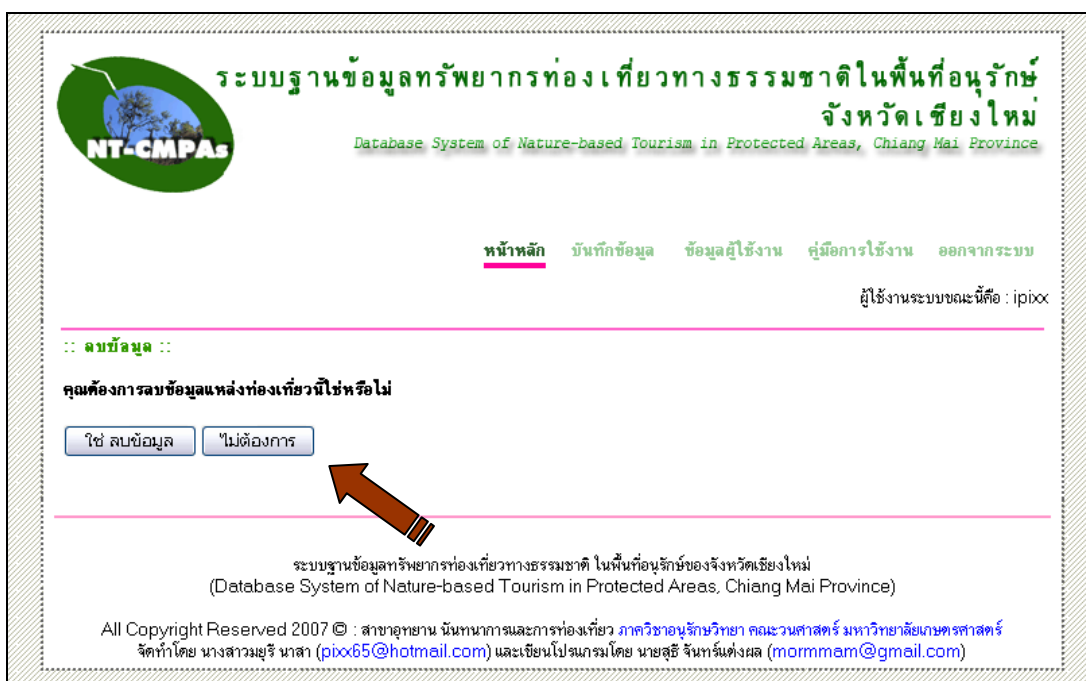 ระบบฐานข้อมูลทรัพยากรท่องเที่ยวทางธรรมชาติในพื้นที่อนุรักษ์
จังหวัดเชียงใหม่
Database System of Nature-based Tourism in Protected Areas, Chiang Mai Province
NT-CMPAs
หน้าหลัก บันทึกข้อมูล ข้อมูลผู้ใช้งาน คู่มือการใช้งาน ออกจากระบบ
ผู้ใช้งานระบบขณะนี้คือ : ipixx
:: ลบข้อมูล ::
คุณต้องการลบข้อมูลแหล่งท่องเที่ยวนี้ใช่หรือไม่
ใช่ ลบข้อมูล ไม่ต้องการ
ระบบฐานข้อมูลทรัพยากรท่องเที่ยวทางธรรมชาติ ในพื้นที่อนุรักษ์ของจังหวัดเชียงใหม่
(Database System of Nature-based Tourism in Protected Areas, Chiang Mai Province)
All Copyright Reserved 2007 © : สาขาอุทยาน นันทนาการและการท่องเที่ยว ภาควิชาอนุรักษวิทยา คณะวนศาสตร์ มหาวิทยาลัยเกษตรศาสตร์
จัดทำโดย นางสาวมยุรี นาสา (pixx65@hotmail.com) และเขียนโปรแกรมโดย นายสุธี จันทร์แต่งผล (mormmam@gmail.com)